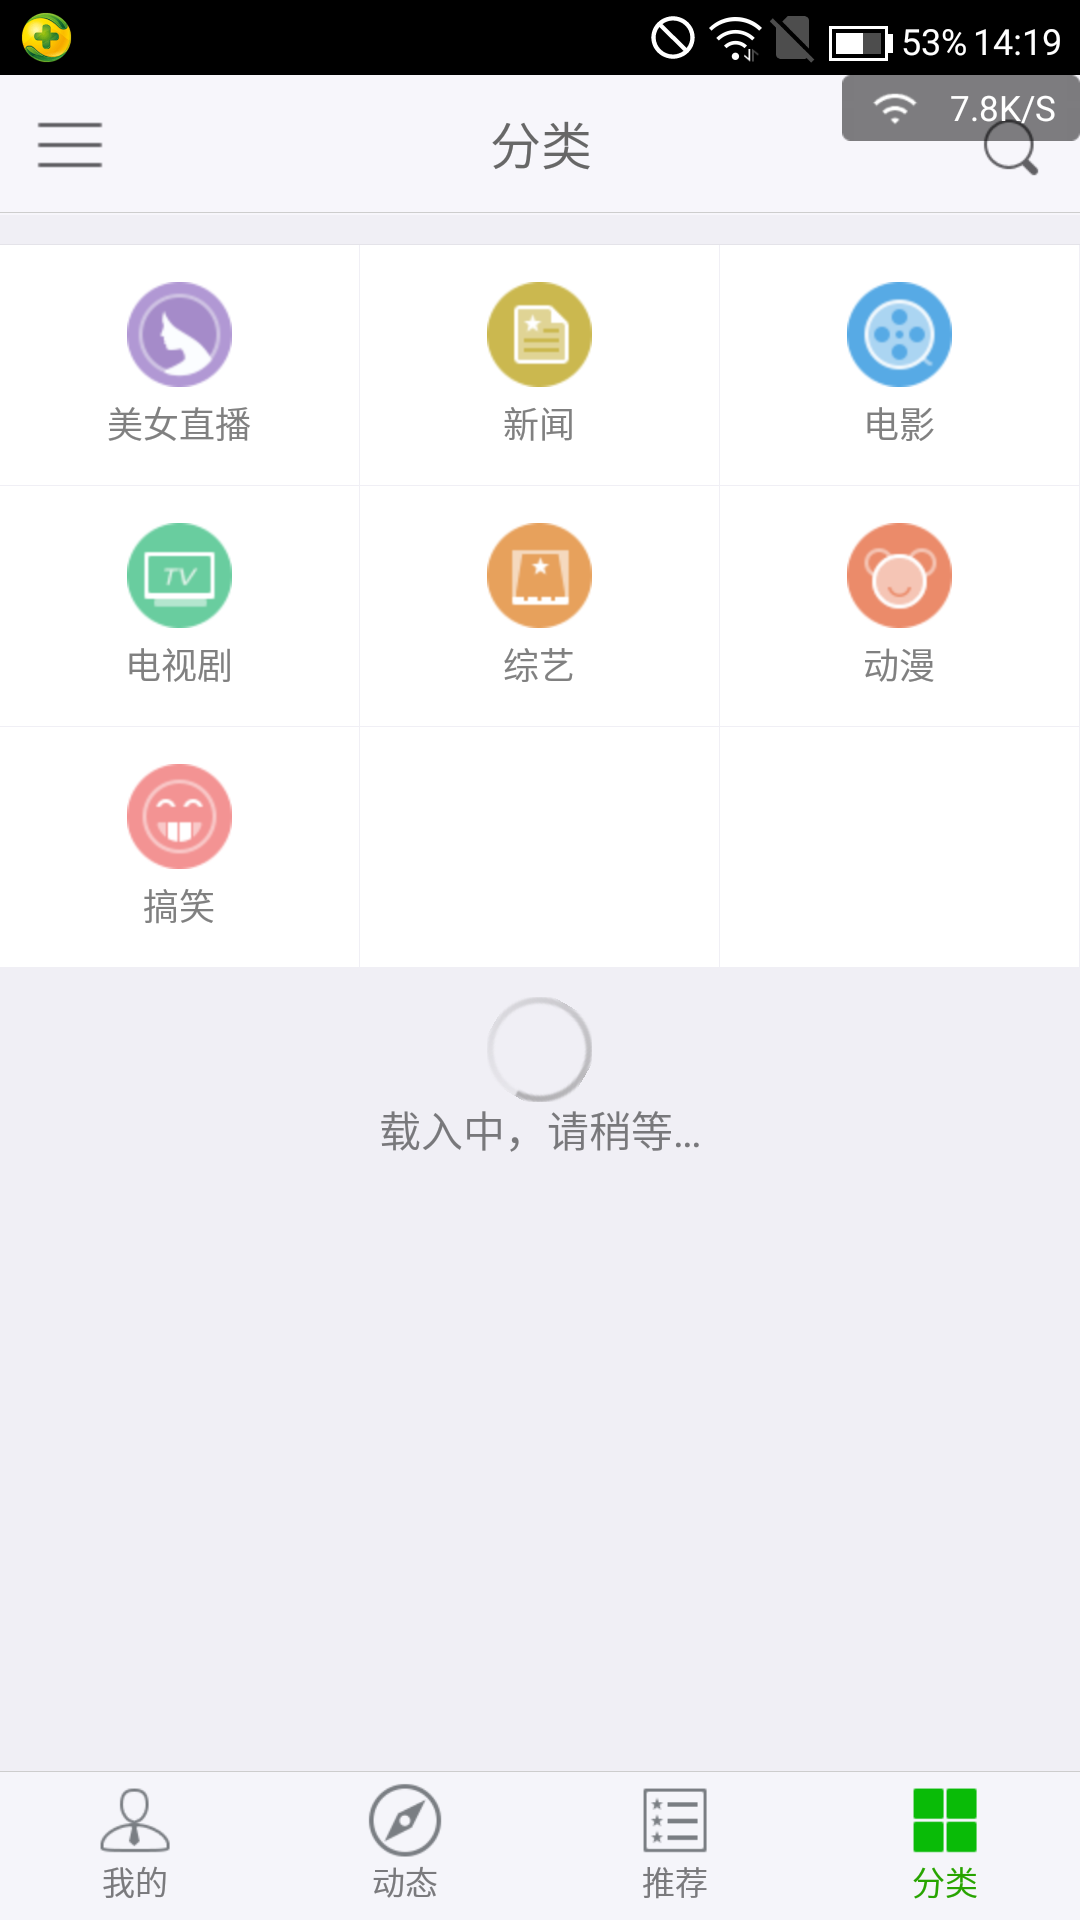 53% 14:19
7.8K/S
分类
美女直播 新闻 电影
TV
电视剧 综艺 动漫
搞笑
载入中，请稍等...
我的 动态 推荐 分类